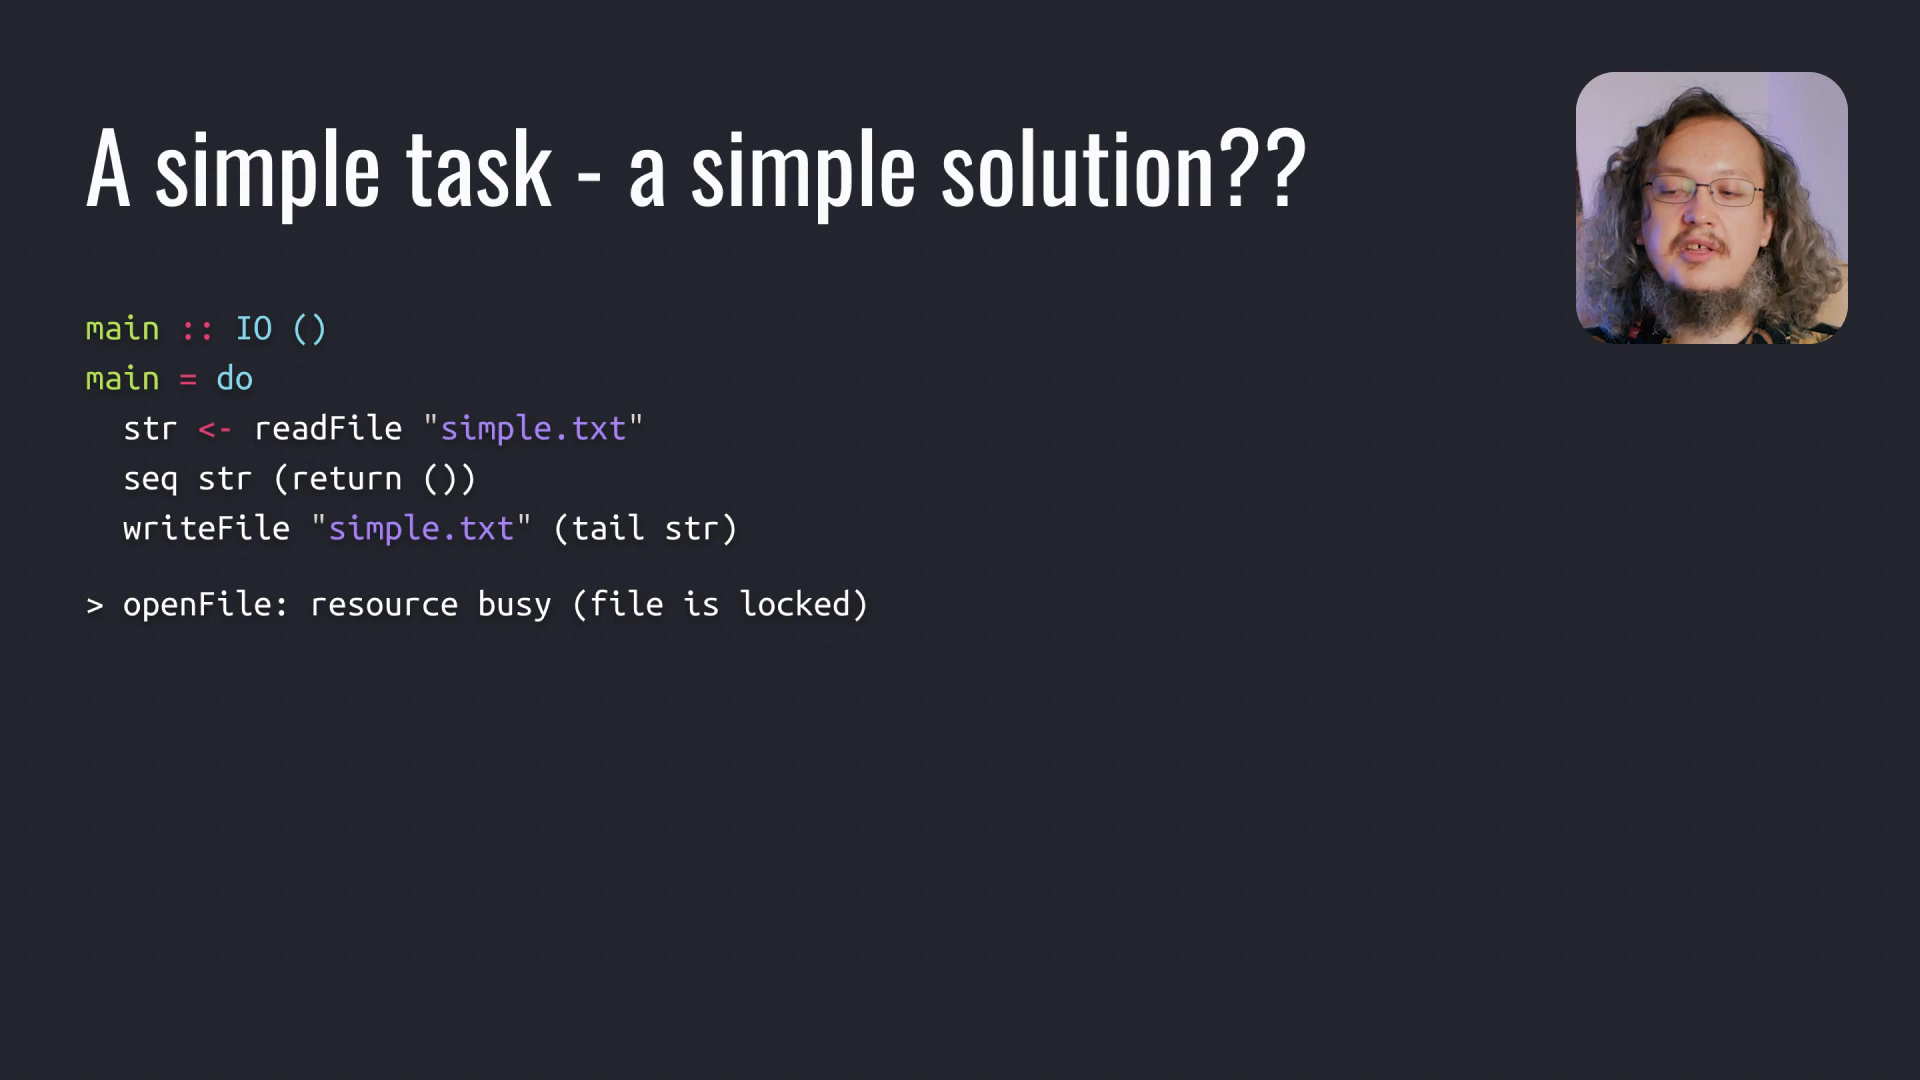 A simple task - a simple solution??
main :: IO ()
main = do
  str <- readFile "simple.txt"
  seq str (return ())
  writeFile "simple.txt" (tail str)
> openFile: resource busy (file is locked)